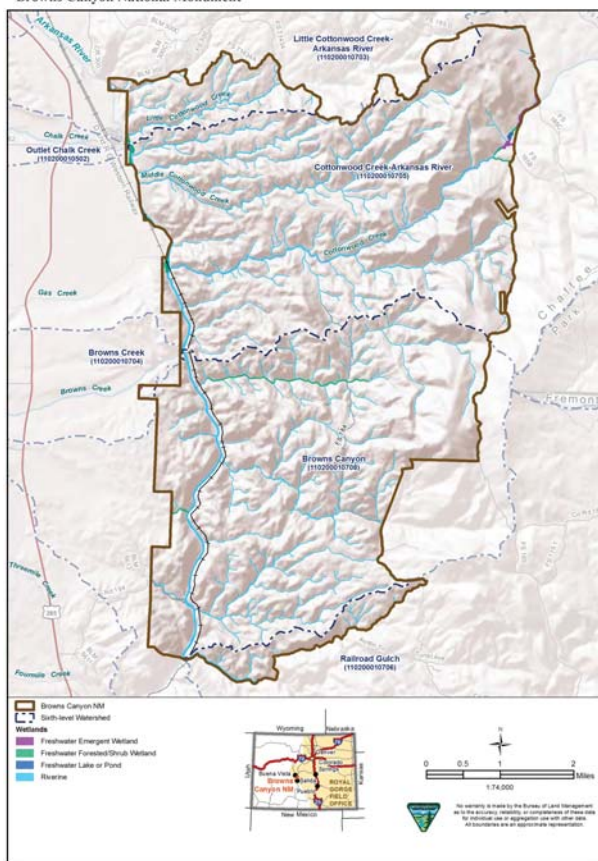 Browns Canyon National Monument
Arkansas River
Little Cottonwood Creek-
Arkansas River
(110200010703)
Little Cottonwood Creek
Chalk Creek
Outlet Chalk Creek
(110200010502)
Cottonwood Creek-Arkansas River
(110200010705)
Middle Cottonwood Creek
Cottonwood Creek
Gas Creek
Chaffee
Park
Browns Creek
(110200010704)
Browns Creek
Fremont
Browns Canyon
(110200010708)
Threemile Creek
285
Fourmile Creek
Railroad Gulch
(110200010706)
Browns Canyon NM
Sixth-level Watershed
Wetlands
Freshwater Emergent Wetland
Freshwater Forested/Shrub Wetland
Freshwater Lake or Pond
Riverine
Wyoming
Nebraska
Utah
Kansas
Denver
Colorado
Springs
Buena Vista
Browns
Canyon NM
Salida
Pueblo
ROYAL
GORGE
FIELD
OFFICE
New Mexico
N
0 0.5 1 2
Miles
1:74,000
No warranty is made by the Bureau of Land Management
as to the accuracy, reliability, or completeness of these data
for individual use or aggregation use with other data.
All boundaries are an approximate representation.